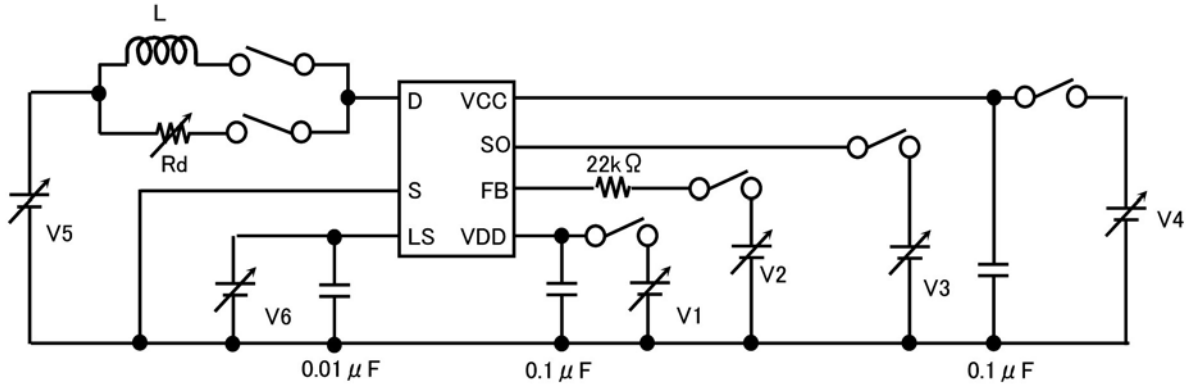 L
D
VCC
SO
Rd
22kΩ
S
FB
V5
LS
VDD
V4
V6
V1
V2
V3
0.01μF
0.1μF
0.1μF